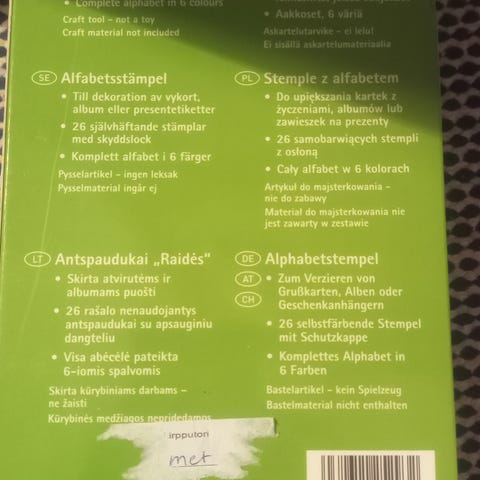 • Complete alphabet in 6 colours
Craft tool – not a toy
Craft material not included
• Aakkoset, 6 väriä
Askartelutarvike – ei lelu!
Ei sisällä askartelumateriaalia
SE Alfabetsstämpel
• Till dekoration av vykort,
album eller presentetiketter
• 26 självhäftande stämplar
med skyddslock
• Komplett alfabet i 6 färger
Pysselartikel – ingen leksak
Pysselmaterial ingår ej
PL Stemple z alfabetem
• Do upiększania kartek z
życzeniami, albumów lub
zawieszek na prezenty
• 26 samobarwiących stempli
z osłoną
• Cały alfabet w 6 kolorach
Artykuł do majsterkowania –
nie do zabawy
Materiał do majsterkowania nie
jest zawarty w zestawie
LT Antspaudukai „Raidės"
• Skirta atvirutėms ir
albumams puošti
• 26 rašalo nenaudojantys
antspaudukai su apsauginiu
dangteliu
• Visa abėcėlė pateikta
6-iomis spalvomis
Skirta kūrybiniams darbams –
ne žaisti
Kūrybinės medžiagos nepridedamos
DE AT CH Alphabetstempel
• Zum Verzieren von
Grußkarten, Alben oder
Geschenkanhängern
• 26 selbstfärbende Stempel
mit Schutzkappe
• Komplettes Alphabet in
6 Farben
Bastelartikel – kein Spielzeug
Bastelmaterial nicht enthalten
irpputori
met